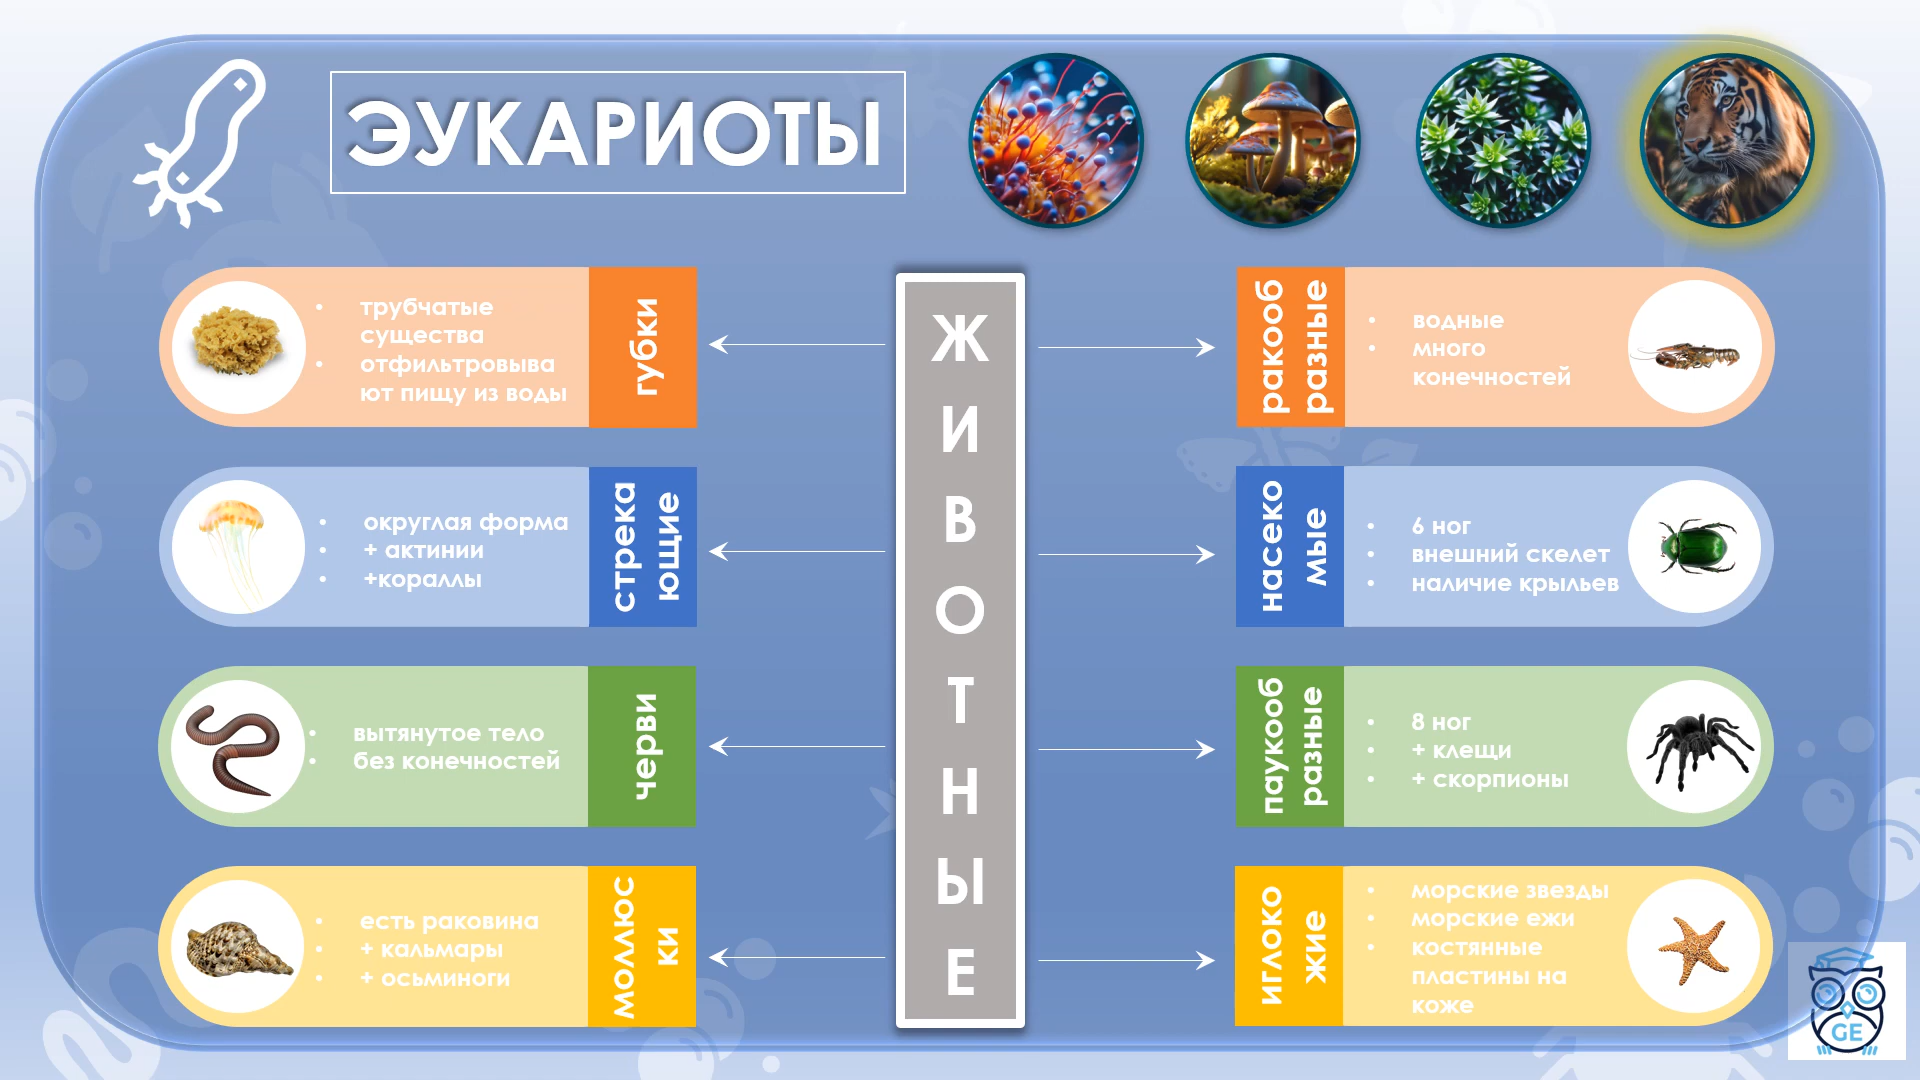 ЭУКАРИОТЫ
ЖИВОТНЫЕ
губки
• трубчатые
существа
• отфильтровыва
ют пищу из воды
стрека
ющие
• округлая форма
• + актинии
• +кораллы
черви
• вытянутое тело
• без конечностей
моллюс
ки
• есть раковина
• + кальмары
• + осьминоги
ракооб
разные
• водные
• много
конечностей
насеко
мые
• 6 ног
• внешний скелет
• наличие крыльев
паукооб
разные
• 8 ног
• + клещи
• + скорпионы
иглоко
жие
• морские звезды
• морские ежи
• костянные
пластины на
коже
GE